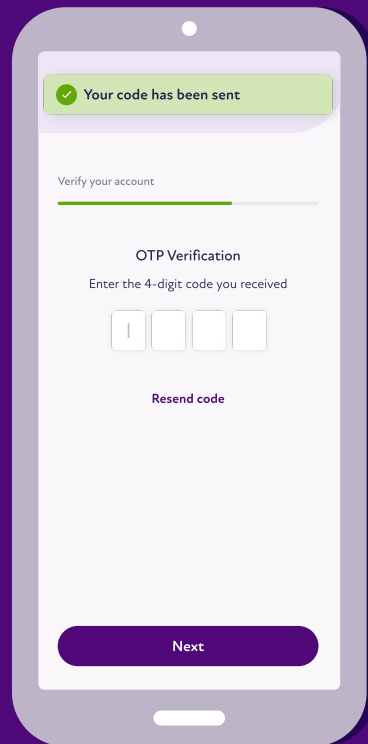 Your code has been sent
Verify your account
OTP Verification
Enter the 4-digit code you received
Resend code
Next